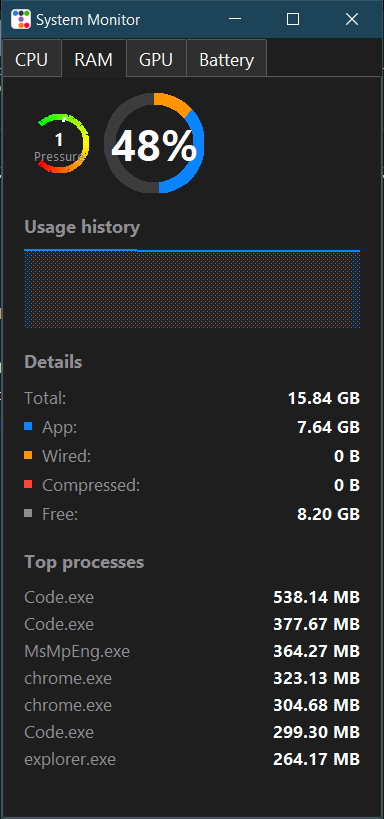 System Monitor
CPU RAM GPU Battery
1
Pressure
48%
Usage history
Details
Total: 15.84 GB
App: 7.64 GB
Wired: 0 B
Compressed: 0 B
Free: 8.20 GB
Top processes
Code.exe 538.14 MB
Code.exe 377.67 MB
MsMpEng.exe 364.27 MB
chrome.exe 323.13 MB
chrome.exe 304.68 MB
Code.exe 299.30 MB
explorer.exe 264.17 MB